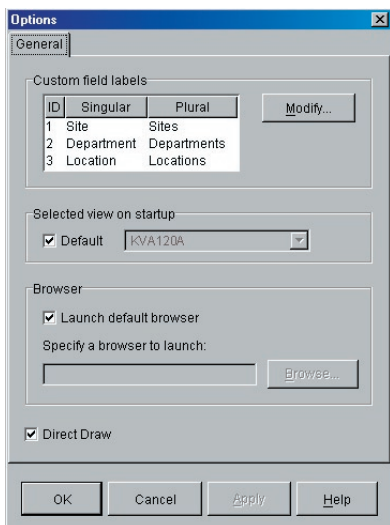 Options
General
Custom field labels
ID Singular Plural
1 Site Sites
2 Department Departments
3 Location Locations
Modify...
Selected view on startup
Default KVA120A
Browser
Launch default browser
Specify a browser to launch:
Browse...
Direct Draw
OK Cancel Apply Help